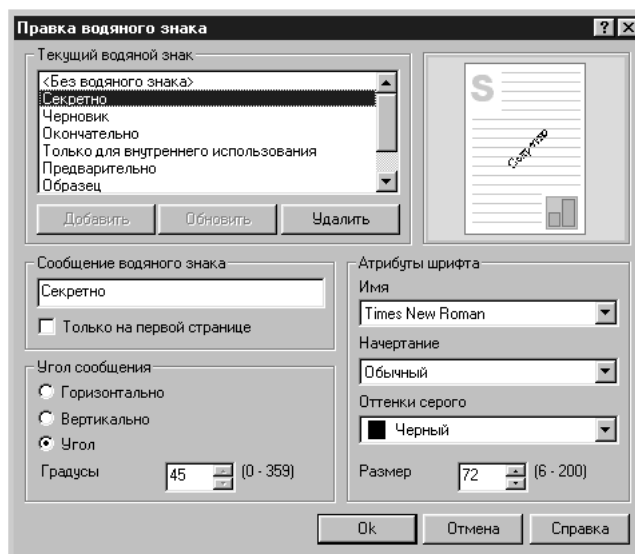 Правка водяного знака
Текущий водяной знак
<Без водяного знака>
Секретно
Черновик
Окончательно
Только для внутреннего использования
Предварительно
Образец
Добавить Обновить Удалить
S
Секретно
Сообщение водяного знака
Секретно
Только на первой странице
Угол сообщения
Горизонтально
Вертикально
Угол
Градусы 45 (0 - 359)
Атрибуты шрифта
Имя
Times New Roman
Начертание
Обычный
Оттенки серого
Черный
Размер 72 (6 - 200)
Ok Отмена Справка